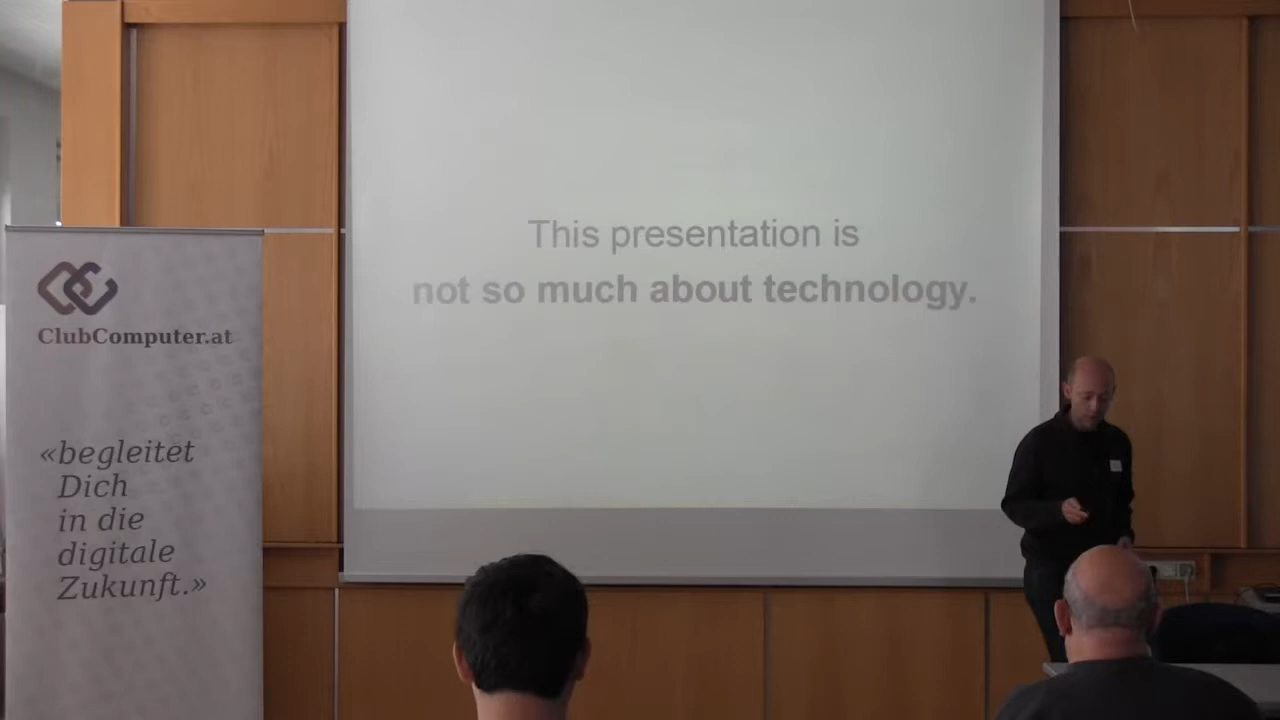 This presentation is
not so much about technology.
ClubComputer.at
«begleitet
Dich
in die
digitale
Zukunft.»